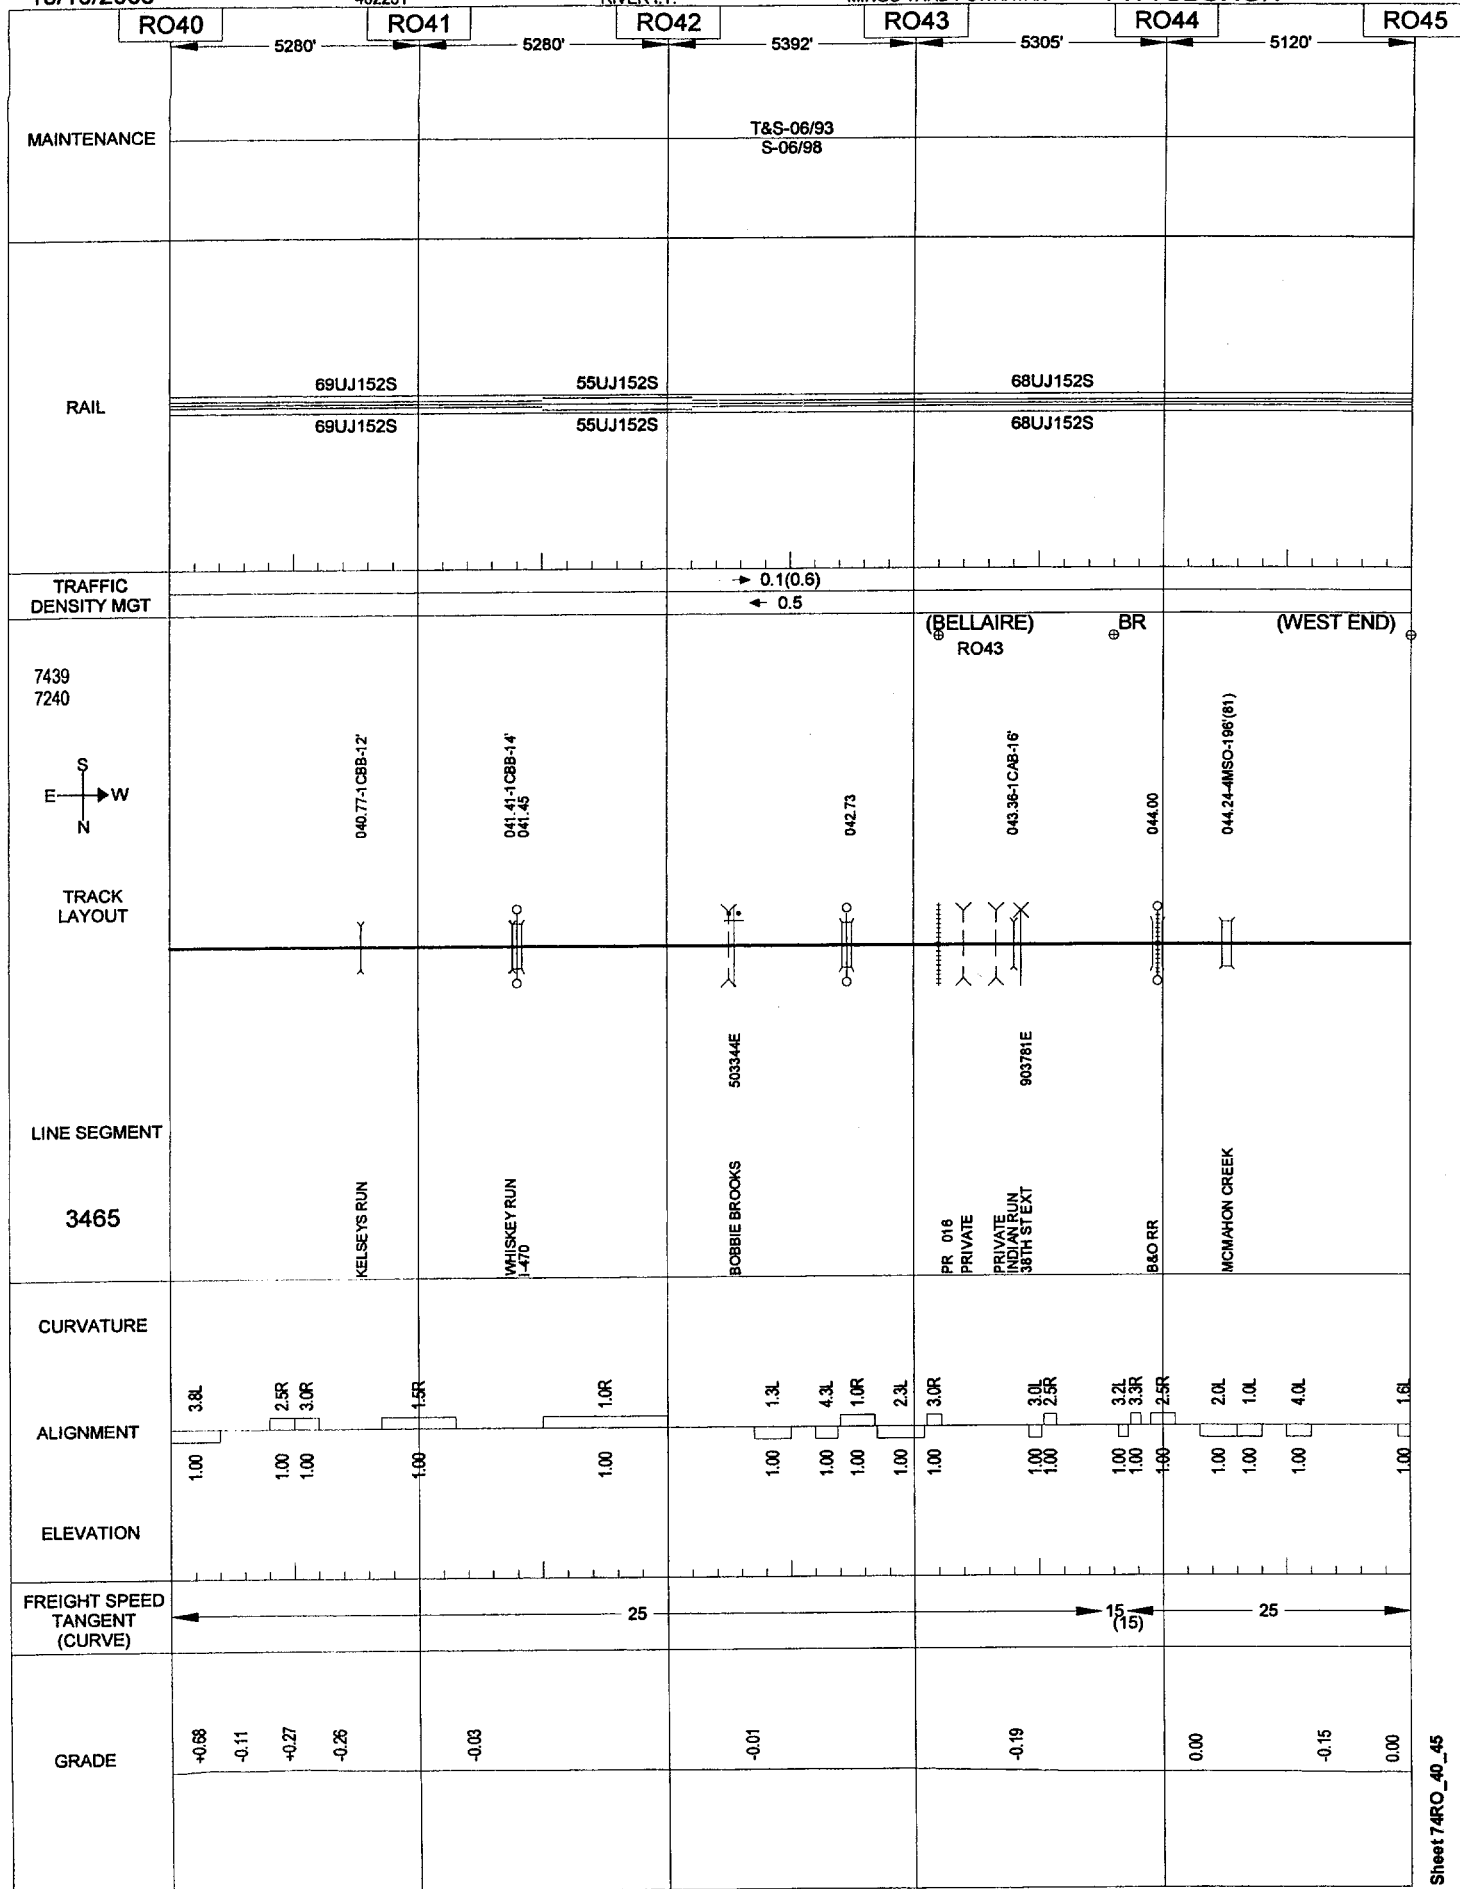 RO40 RO41 RO42 RO43 RO44 RO45
5280' 5280' 5392' 5305' 5120'
MAINTENANCE
T&S-06/93
S-06/98
RAIL
69UJ152S 55UJ152S 68UJ152S
69UJ152S 55UJ152S 68UJ152S
TRAFFIC
DENSITY MGT
0.1(0.6)
0.5
(BELLAIRE) BR (WEST END)
RO43
7439
7240
S
E W
N
040.77-1CBB-12'
041.41-1CBB-14'
041.45
042.73
043.36-1CAB-16'
044.00
044.24-4MSO-196'(81)
TRACK
LAYOUT
503344E
903781E
LINE SEGMENT
3465
KELSEYS RUN
WHISKEY RUN
I-470
BOBBIE BROOKS
PR 016
PRIVATE
PRIVATE
INDIAN RUN
38TH ST EXT
B&O RR
MCMAHON CREEK
CURVATURE
3.8L 2.5R 3.0R 1.5R 1.0R 1.3L 4.3L 1.0R 2.3L 3.0R 3.0L 2.5R 3.2L 3.3R 2.5R 2.0L 1.0L 4.0L 1.6L
ALIGNMENT
1.00 1.00 1.00 1.00 1.00 1.00 1.00 1.00 1.00 1.00 1.00 1.00 1.00 1.00 1.00 1.00 1.00 1.00 1.00
ELEVATION
FREIGHT SPEED
TANGENT
(CURVE)
25 15 25
(15)
GRADE
+0.68 -0.11 +0.27 -0.26 -0.03 -0.01 -0.19 0.00 -0.15 0.00
Sheet 74RO_40_45